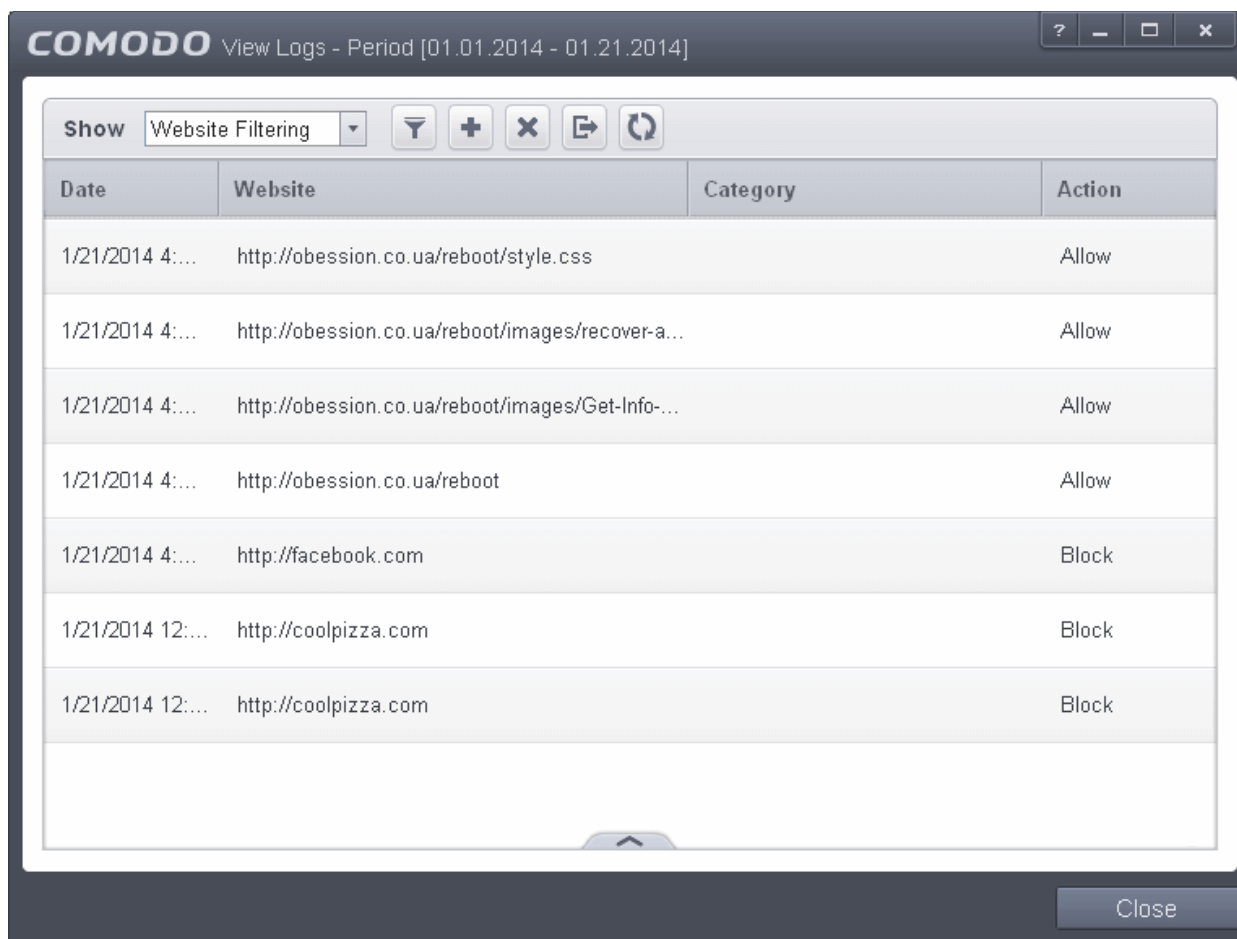 COMODO View Logs - Period [01.01.2014 - 01.21.2014]
Show Website Filtering
Date Website Category Action
1/21/2014 4:... http://obession.co.ua/reboot/style.css Allow
1/21/2014 4:... http://obession.co.ua/reboot/images/recover-a... Allow
1/21/2014 4:... http://obession.co.ua/reboot/images/Get-Info-... Allow
1/21/2014 4:... http://obession.co.ua/reboot Allow
1/21/2014 4:... http://facebook.com Block
1/21/2014 12:... http://coolpizza.com Block
1/21/2014 12:... http://coolpizza.com Block
Close